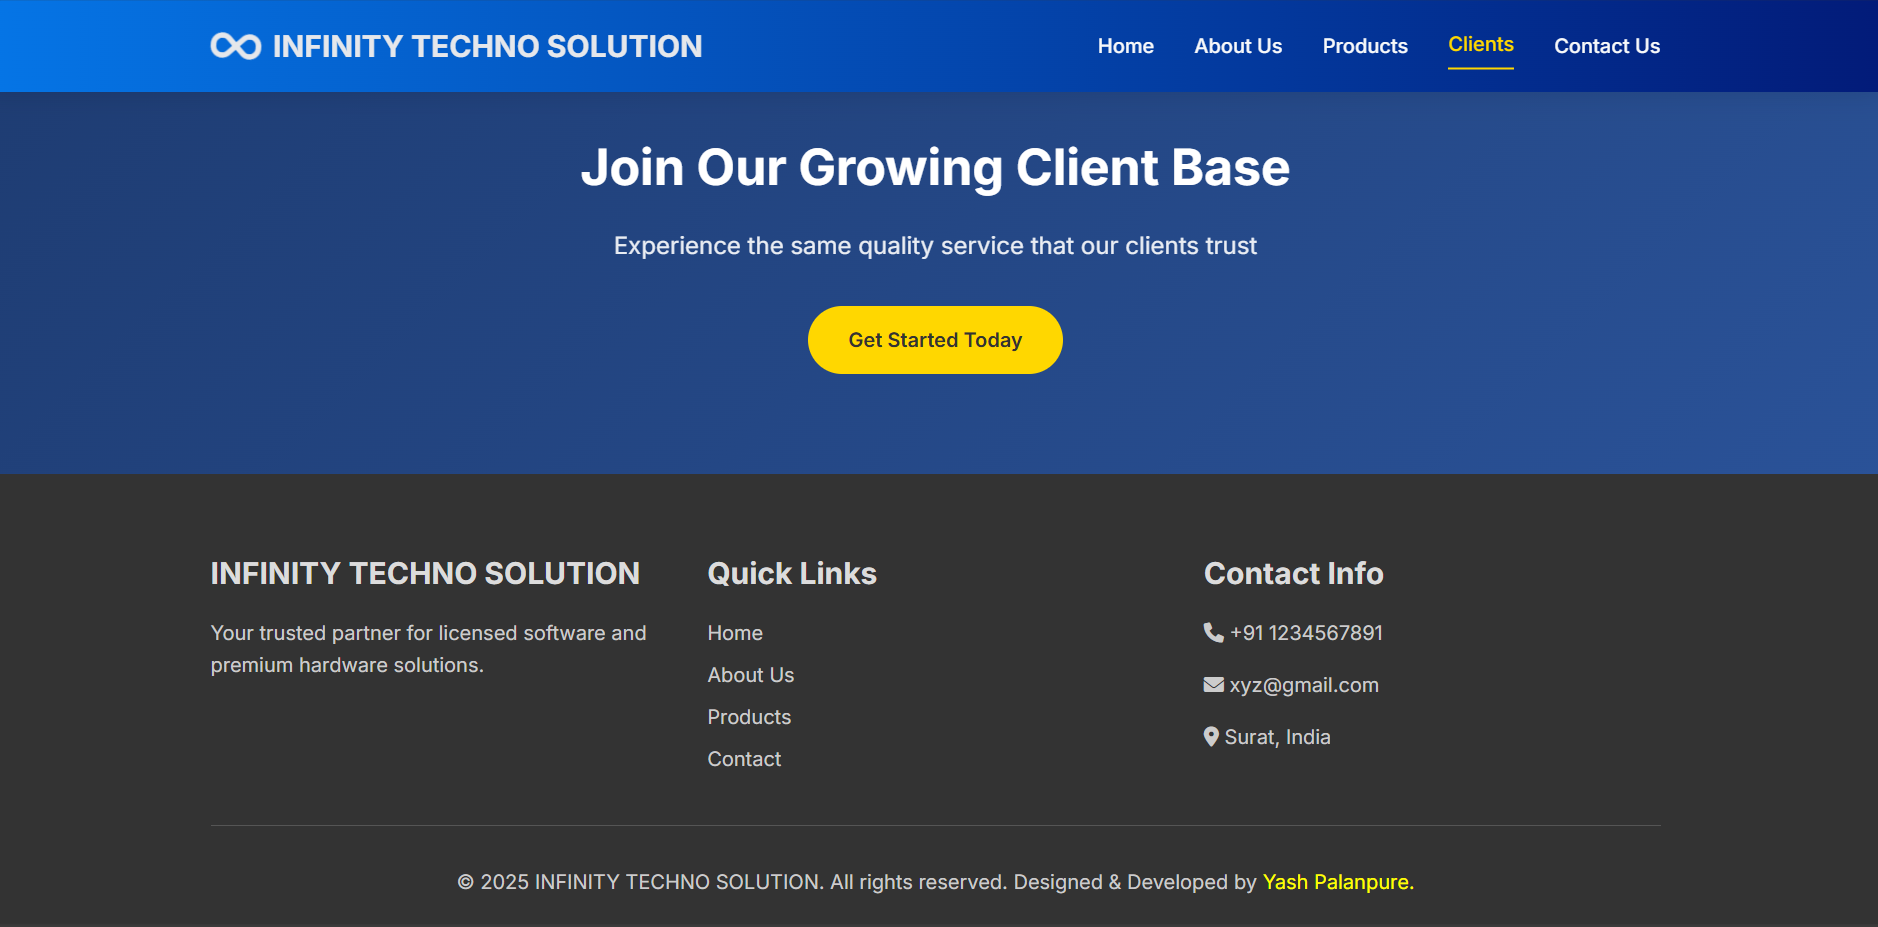 INFINITY TECHNO SOLUTION
Home
About Us
Products
Clients
Contact Us
Join Our Growing Client Base
Experience the same quality service that our clients trust
Get Started Today
INFINITY TECHNO SOLUTION
Your trusted partner for licensed software and
premium hardware solutions.
Quick Links
Home
About Us
Products
Contact
Contact Info
+91 1234567891
xyz@gmail.com
Surat, India
© 2025 INFINITY TECHNO SOLUTION. All rights reserved. Designed & Developed by Yash Palanpure.